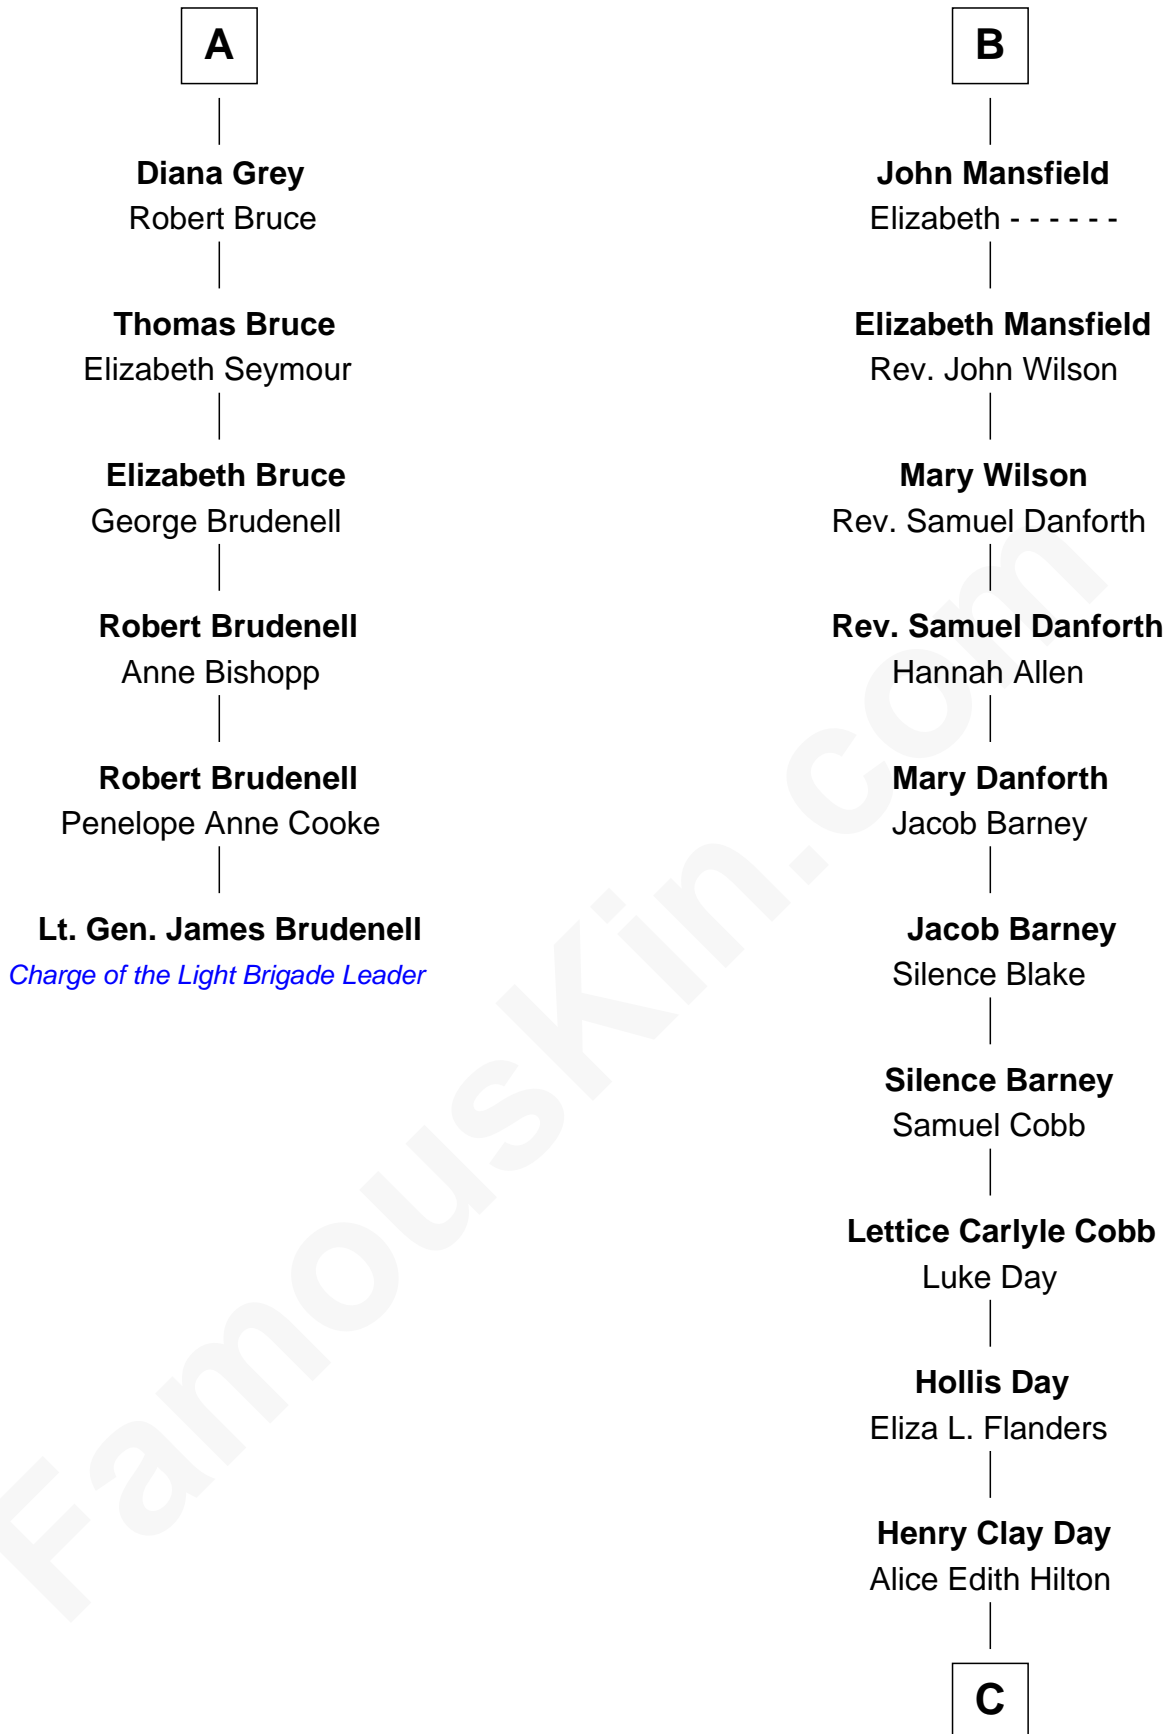 A
Diana Grey
Robert Bruce
Thomas Bruce
Elizabeth Seymour
Elizabeth Bruce
George Brudenell
Robert Brudenell
Anne Bishopp
Robert Brudenell
Penelope Anne Cooke
Lt. Gen. James Brudenell
Charge of the Light Brigade Leader
B
John Mansfield
Elizabeth - - - - - -
Elizabeth Mansfield
Rev. John Wilson
Mary Wilson
Rev. Samuel Danforth
Rev. Samuel Danforth
Hannah Allen
Mary Danforth
Jacob Barney
Jacob Barney
Silence Blake
Silence Barney
Samuel Cobb
Lettice Carlyle Cobb
Luke Day
Hollis Day
Eliza L. Flanders
Henry Clay Day
Alice Edith Hilton
C
FamousKin.com